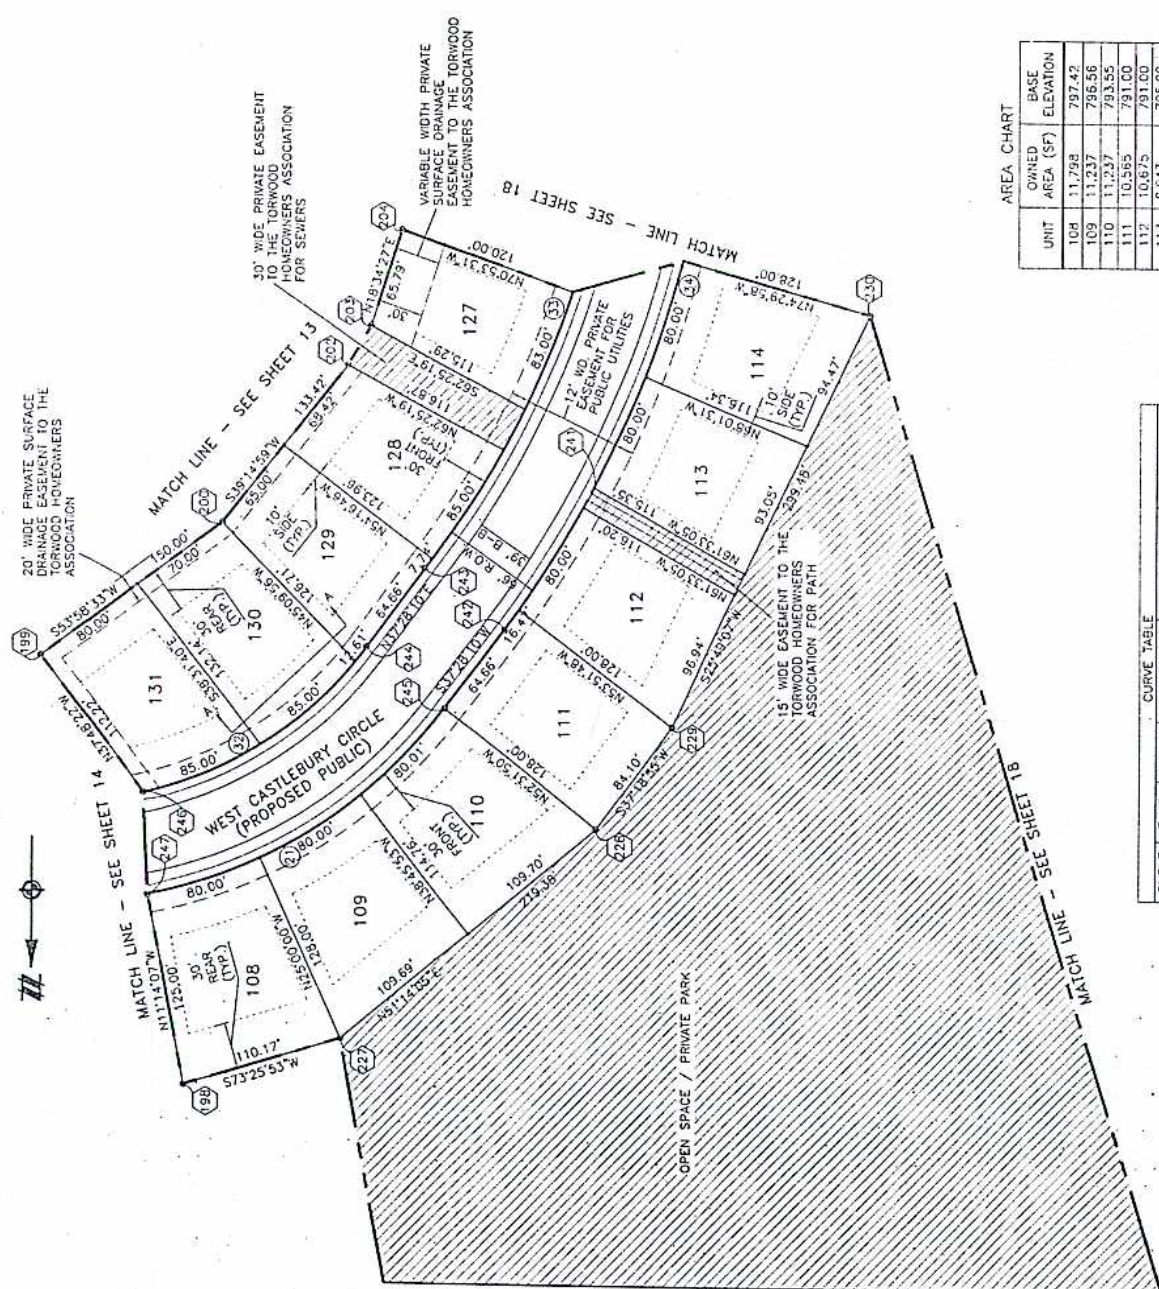 20' WIDE PRIVATE SURFACE
DRAINAGE EASEMENT TO THE
TORWOOD HOMEOWNERS
ASSOCIATION
30' WIDE PRIVATE EASEMENT
TO THE TORWOOD
HOMEOWNERS ASSOCIATION
FOR SEWERS
VARIABLE WIDTH PRIVATE
SURFACE DRAINAGE
EASEMENT TO THE TORWOOD
HOMEOWNERS ASSOCIATION
MATCH LINE - SEE SHEET 13
MATCH LINE - SEE SHEET 18
MATCH LINE - SEE SHEET 14
199
S53°58'33"W
150.00'
80.00'
70.00'
200
S39°14'59"W
133.42'
65.00'
68.42'
202
203
N18°34'27"E
65.79'
30'
204
N37°48'22"W
112.22'
131
S38°31'40"E
132.14'
30'
REAR
(TYP.)
130
N45°09'56"W
126.71
10'
SIDE
(TYP.)
129
N51°16'46"W
123.96'
128
30'
FRONT
(TYP.)
N62°25'19"W
116.87'
S62°25'19"E
115.29'
127
N70°53'31"W
120.00'
85.00'
32
85.00'
12.61'
64.66'
N37°28'10"E
7.74'
85.00'
83.00'
33
A
A
246
247
244
243
245
242
241
WEST CASTLEBURY CIRCLE
(PROPOSED PUBLIC)
66' R.O.W.
39' B-B
12' WD. PRIVATE
EASEMENT FOR
PUBLIC UTILITIES
80.00'
21
80.00'
80.01'
S37°28'10"W
64.66'
16.47'
80.00'
80.00'
80.00'
34
N11°14'07"W
125.00'
30'
REAR
(TYP.)
108
110.17'
S73°25'53"W
198
N25°00'00"W
128.00'
109
N38°45'53"W
114.76'
30'
FRONT
(TYP.)
110
N52°31'50"W
128.00'
111
N53°51'48"W
128.00'
112
N61°33'05"W
116.20'
N61°33'05"W
115.35'
113
N68°01'31"W
116.34'
10'
SIDE
(TYP.)
114
N74°29'58"W
128.00'
227
109.69'
N51°14'05"E
109.70'
219.38'
228
84.10'
S37°18'55"W
229
96.94'
S25°49'07"W
93.05'
299.48'
94.47'
230
15' WIDE EASEMENT TO THE
TORWOOD HOMEOWNERS
ASSOCIATION FOR PATH
OPEN SPACE / PRIVATE PARK
MATCH LINE - SEE SHEET 18
AREA CHART
UNIT OWNED AREA (SF) BASE ELEVATION
108 11,798 797.42
109 11,237 796.56
110 11,237 793.55
111 10,565 791.00
112 10,675 791.00
CURVE TABLE